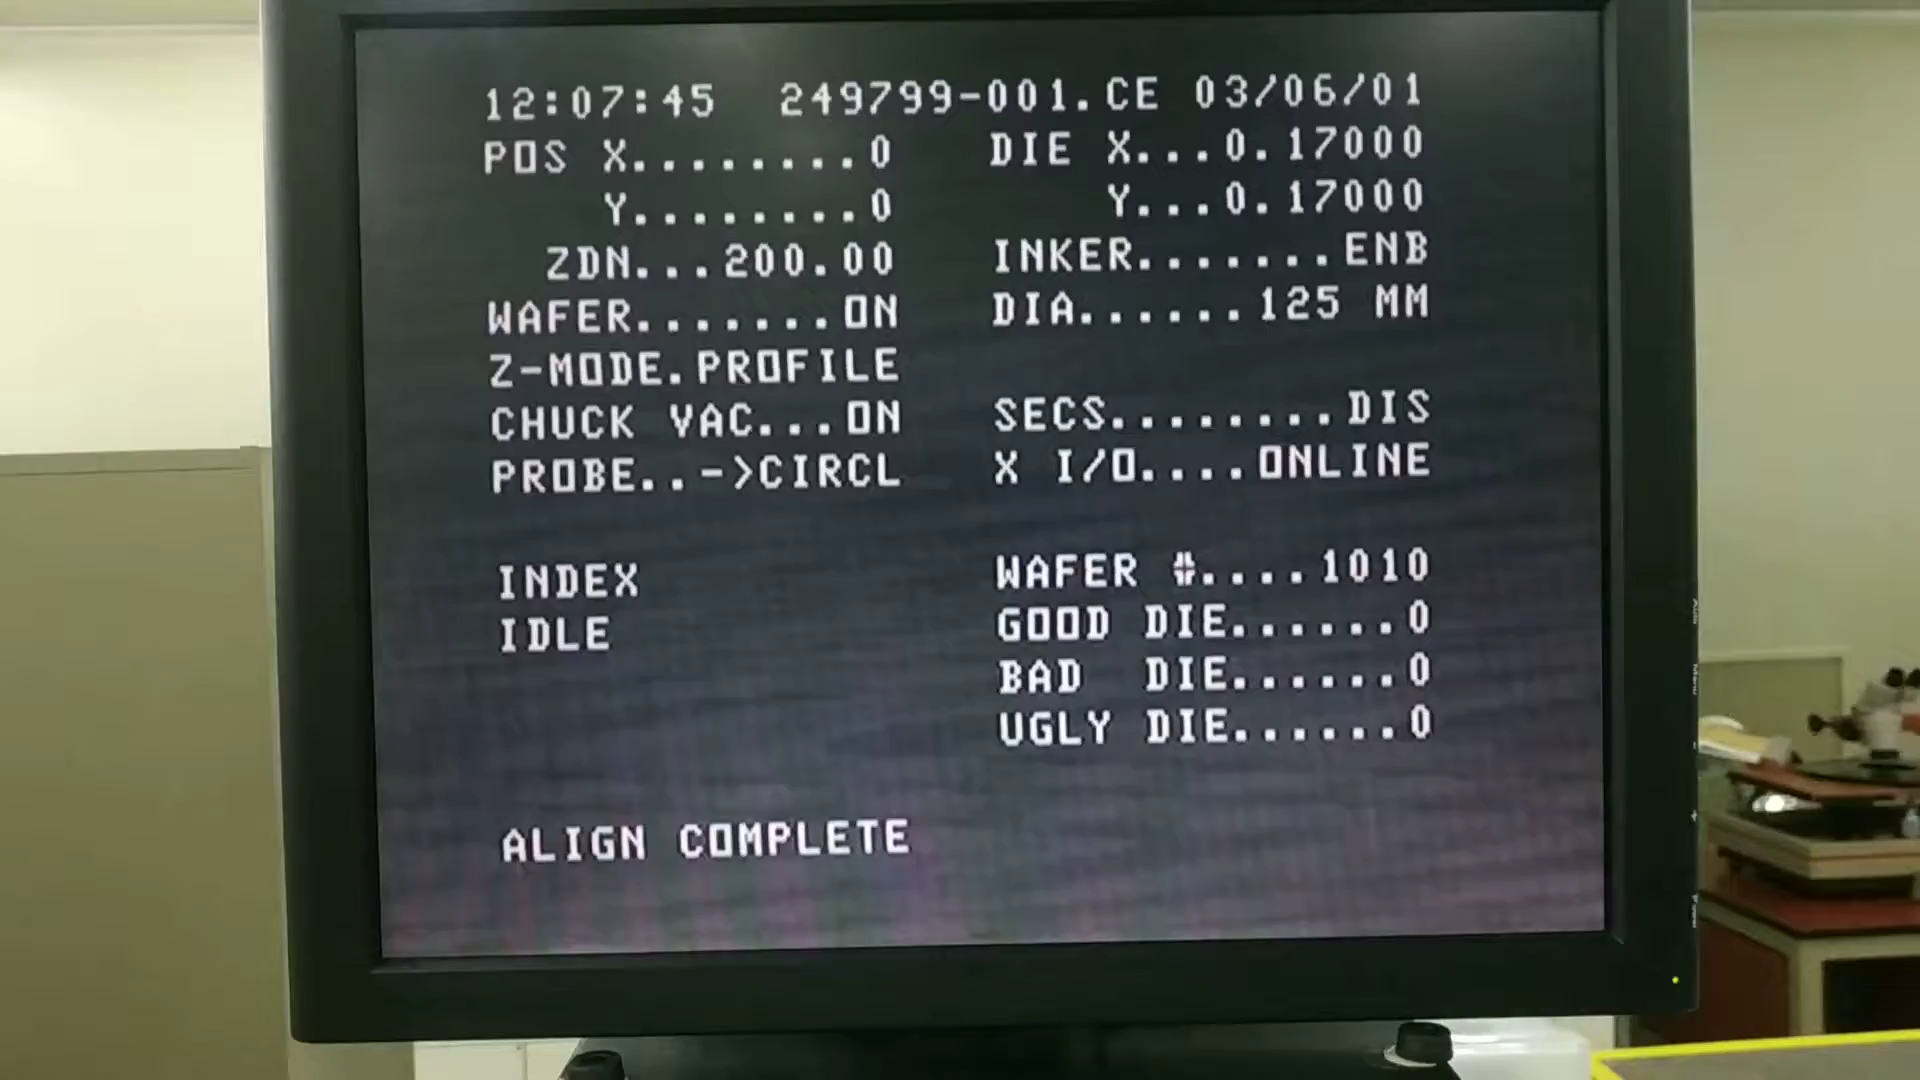 12:07:45 249799-001.CE 03/06/01
POS X........0 DIE X...0.17000
Y........0 Y...0.17000
ZDN...200.00 INKER.......ENB
WAFER.......ON DIA......125 MM
Z-MODE.PROFILE
CHUCK VAC...ON SECS........DIS
PROBE..->CIRCL X I/O....ONLINE
INDEX WAFER #....1010
IDLE GOOD DIE......0
BAD DIE......0
UGLY DIE......0
ALIGN COMPLETE